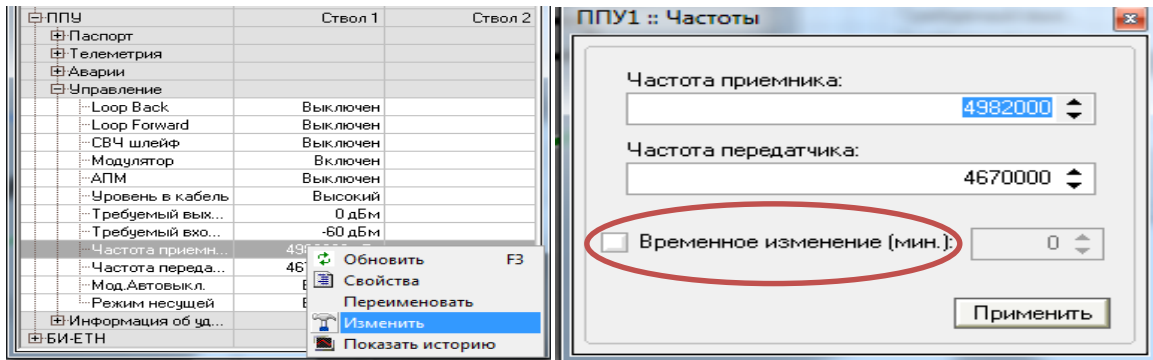 ППУ Ствол 1 Ствол 2
Паспорт
Телеметрия
Аварии
Управление
Loop Back Выключен
Loop Forward Выключен
СВЧ шлейф Выключен
Модулятор Включен
АПМ Выключен
Уровень в кабель Высокий
Требуемый вых... 0 дБм
Требуемый вхо... -60 дБм
Частота приемн...
Частота переда...
Мод.Автовыкл.
Режим несущей
Информация об уд...
БИ-ETH
Обновить F3
Свойства
Переименовать
Изменить
Показать историю
ППУ1 :: Частоты
Частота приемника:
4982000
Частота передатчика:
4670000
Временное изменение (мин.): 0
Применить